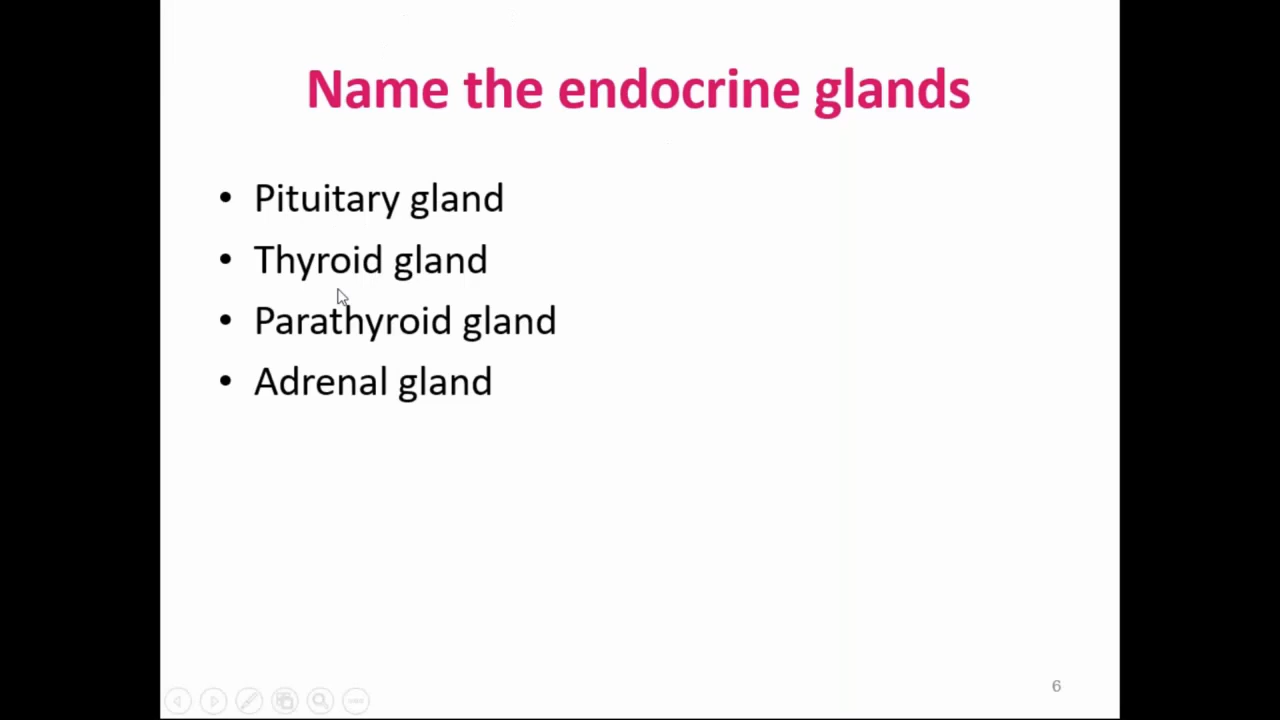 Name the endocrine glands
• Pituitary gland
• Thyroid gland
• Parathyroid gland
• Adrenal gland
6